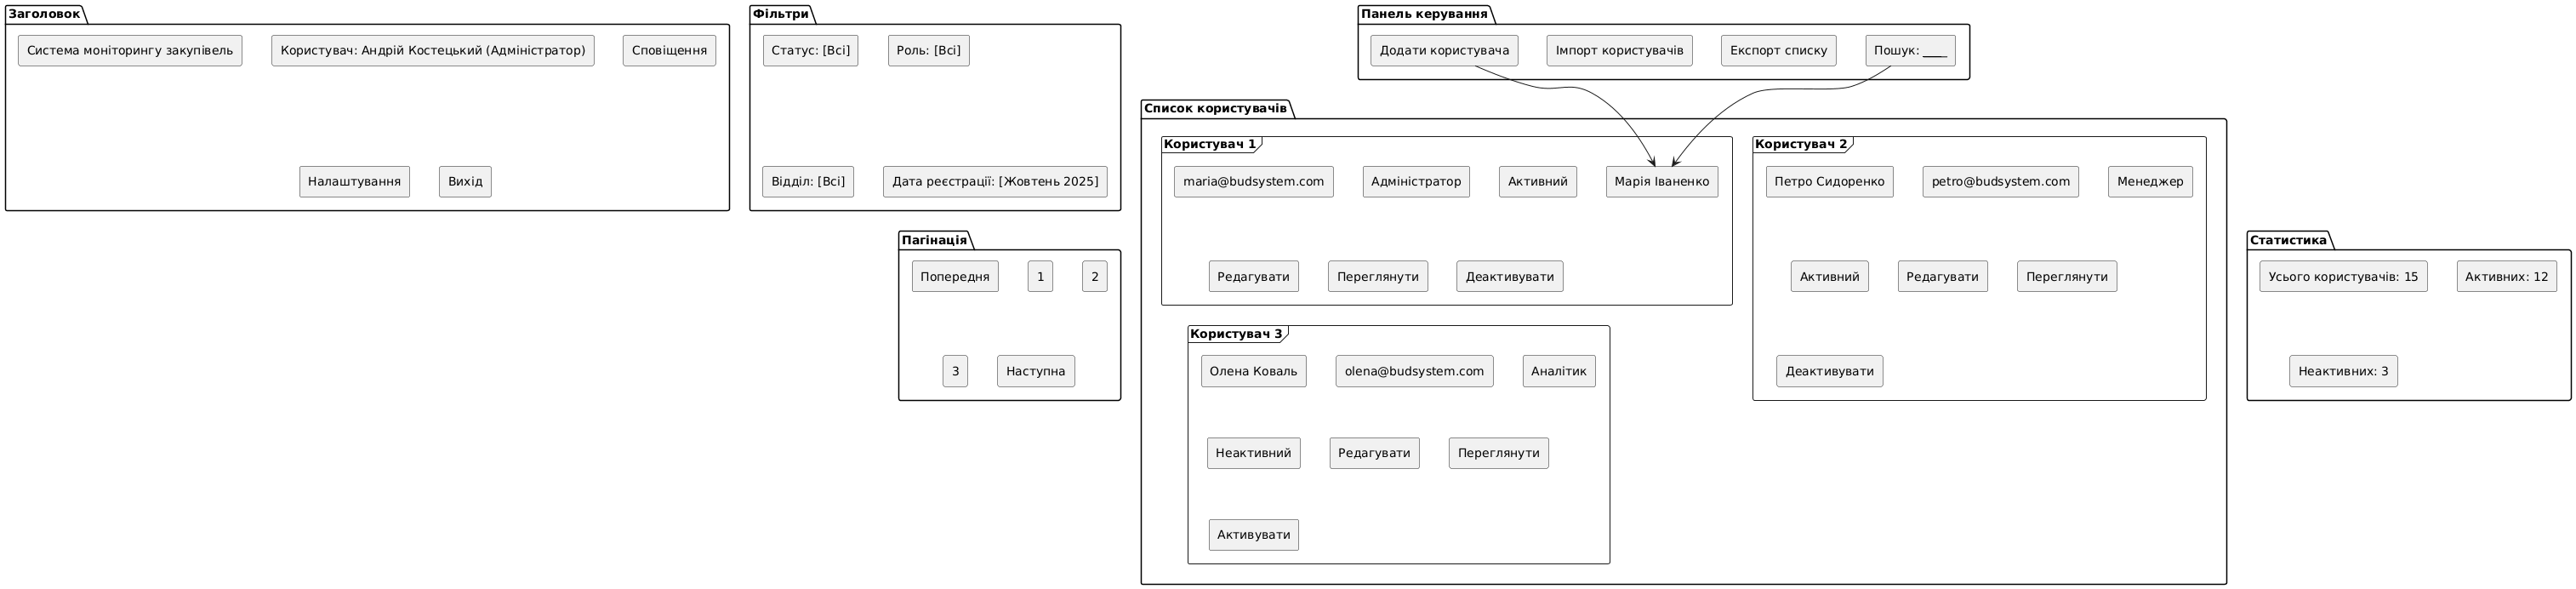 Заголовок
Система моніторингу закупівель
Користувач: Андрій Костецький (Адміністратор)
Сповіщення
Налаштування
Вихід
Фільтри
Статус: [Всі]
Роль: [Всі]
Відділ: [Всі]
Дата реєстрації: [Жовтень 2025]
Панель керування
Додати користувача
Імпорт користувачів
Експорт списку
Пошук: ____
Список користувачів
Користувач 1
maria@budsystem.com
Адміністратор
Активний
Марія Іваненко
Редагувати
Переглянути
Деактивувати
Користувач 2
Петро Сидоренко
petro@budsystem.com
Менеджер
Активний
Редагувати
Переглянути
Деактивувати
Користувач 3
Олена Коваль
olena@budsystem.com
Аналітик
Неактивний
Редагувати
Переглянути
Активувати
Пагінація
Попередня
1
2
3
Наступна
Статистика
Усього користувачів: 15
Активних: 12
Неактивних: 3